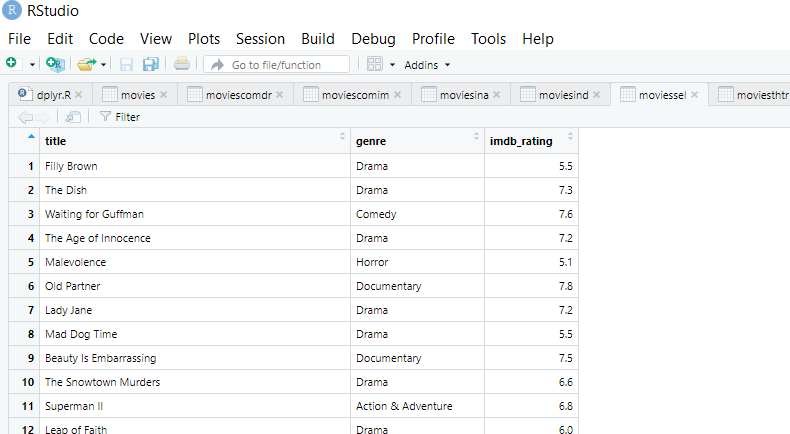 RStudio
File Edit Code View Plots Session Build Debug Profile Tools Help
Go to file/function Addins
dplyr.R movies moviescomdr moviescomim moviesina moviesind moviessel moviesthtr
Filter
title genre imdb_rating
1 Filly Brown Drama 5.5
2 The Dish Drama 7.3
3 Waiting for Guffman Comedy 7.6
4 The Age of Innocence Drama 7.2
5 Malevolence Horror 5.1
6 Old Partner Documentary 7.8
7 Lady Jane Drama 7.2
8 Mad Dog Time Drama 5.5
9 Beauty Is Embarrassing Documentary 7.5
10 The Snowtown Murders Drama 6.6
11 Superman II Action & Adventure 6.8
12 Leap of Faith Drama 6.0